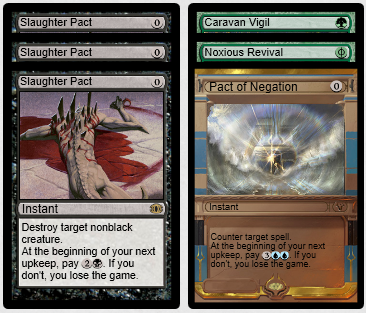 Slaughter Pact 0
Slaughter Pact 0
Slaughter Pact 0
Instant
Destroy target nonblack
creature.
At the beginning of your next
upkeep, pay 2 . If you
don't, you lose the game.
Caravan Vigil
Noxious Revival
Pact of Negation 0
Instant
Counter target spell.
At the beginning of your next
upkeep, pay 3 . If you
don't, you lose the game.